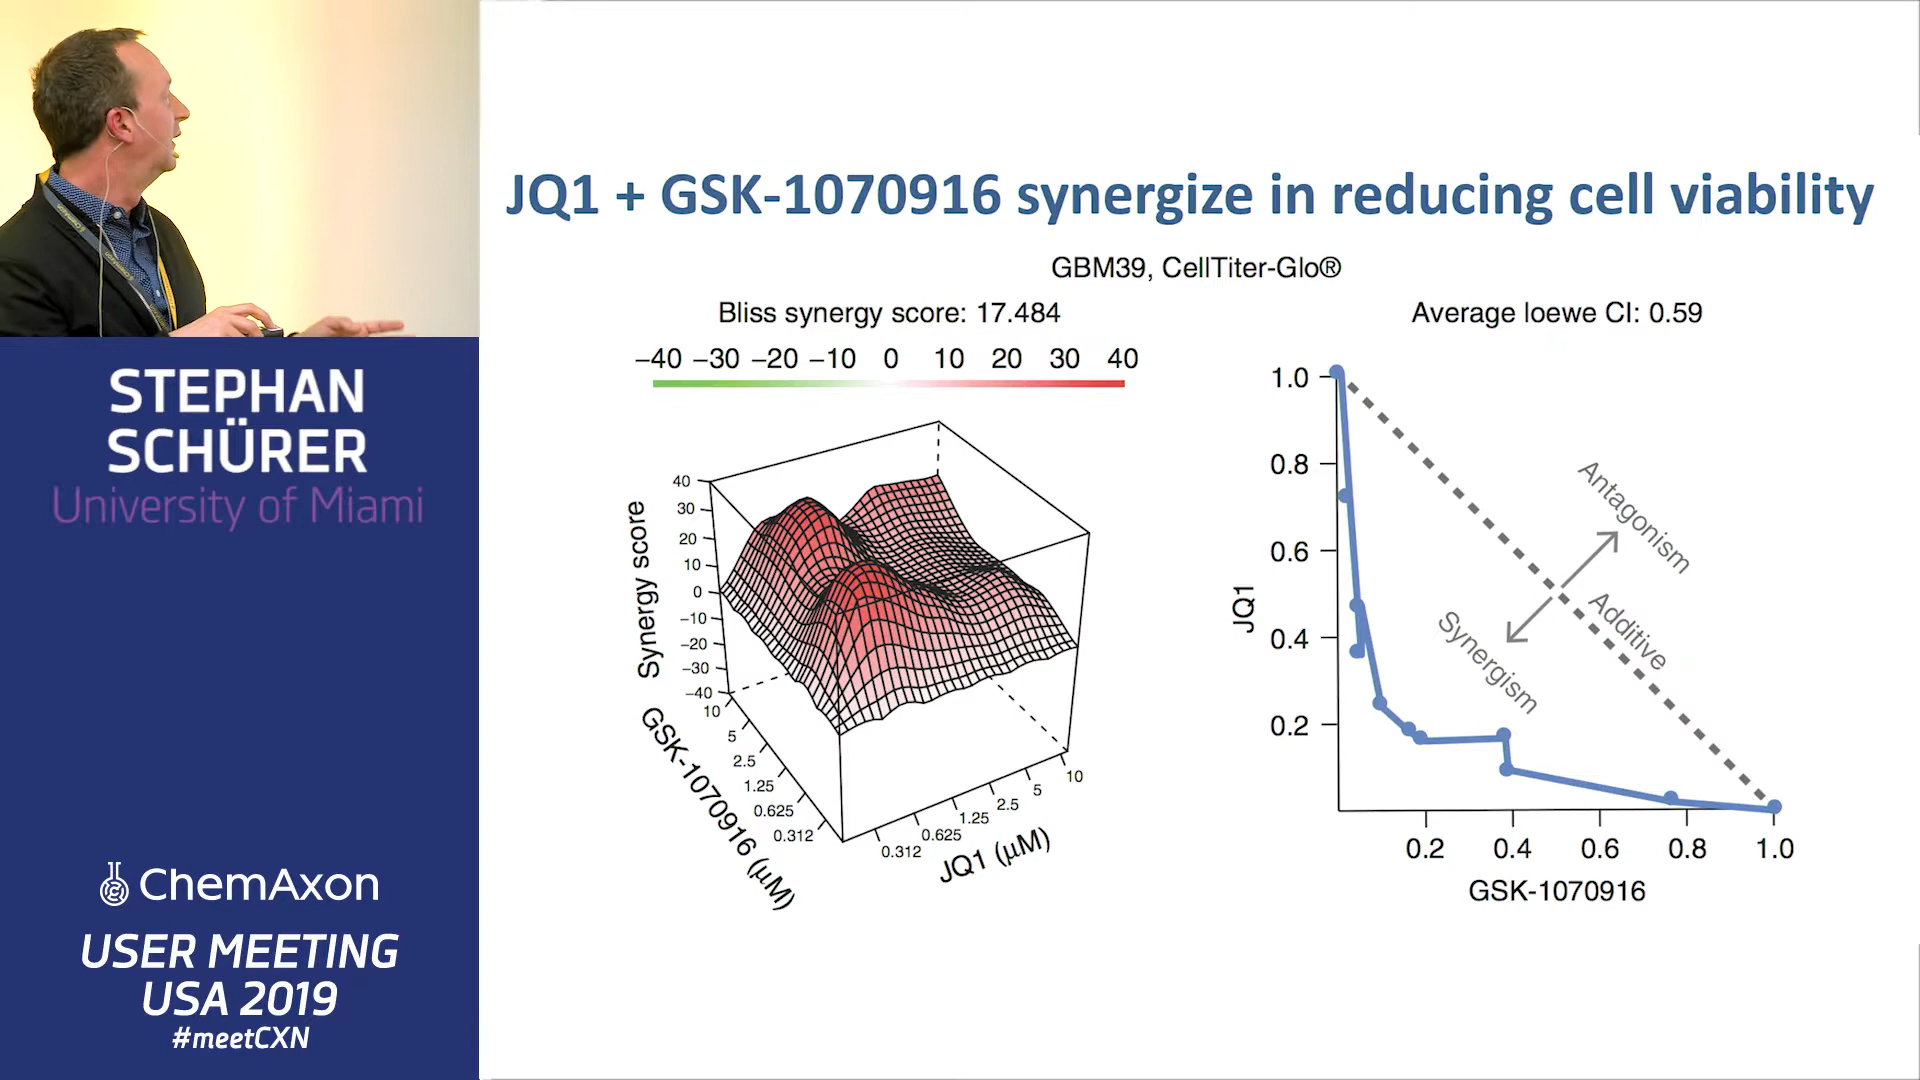 JQ1 + GSK-1070916 synergize in reducing cell viability
GBM39, CellTiter-Glo®
Bliss synergy score: 17.484
−40 −30 −20 −10 0 10 20 30 40
Synergy score
40
30
20
10
0
−10
−20
−30
−40
10
5
2.5
1.25
0.625
0.312
GSK-1070916 (μM)
0.312
0.625
1.25
2.5
5
10
JQ1 (μM)
Average loewe CI: 0.59
JQ1
1.0
0.8
0.6
0.4
0.2
Antagonism
Additive
Synergism
0.2 0.4 0.6 0.8 1.0
GSK-1070916
STEPHAN
SCHÜRER
University of Miami
ChemAxon
USER MEETING
USA 2019
#meetCXN